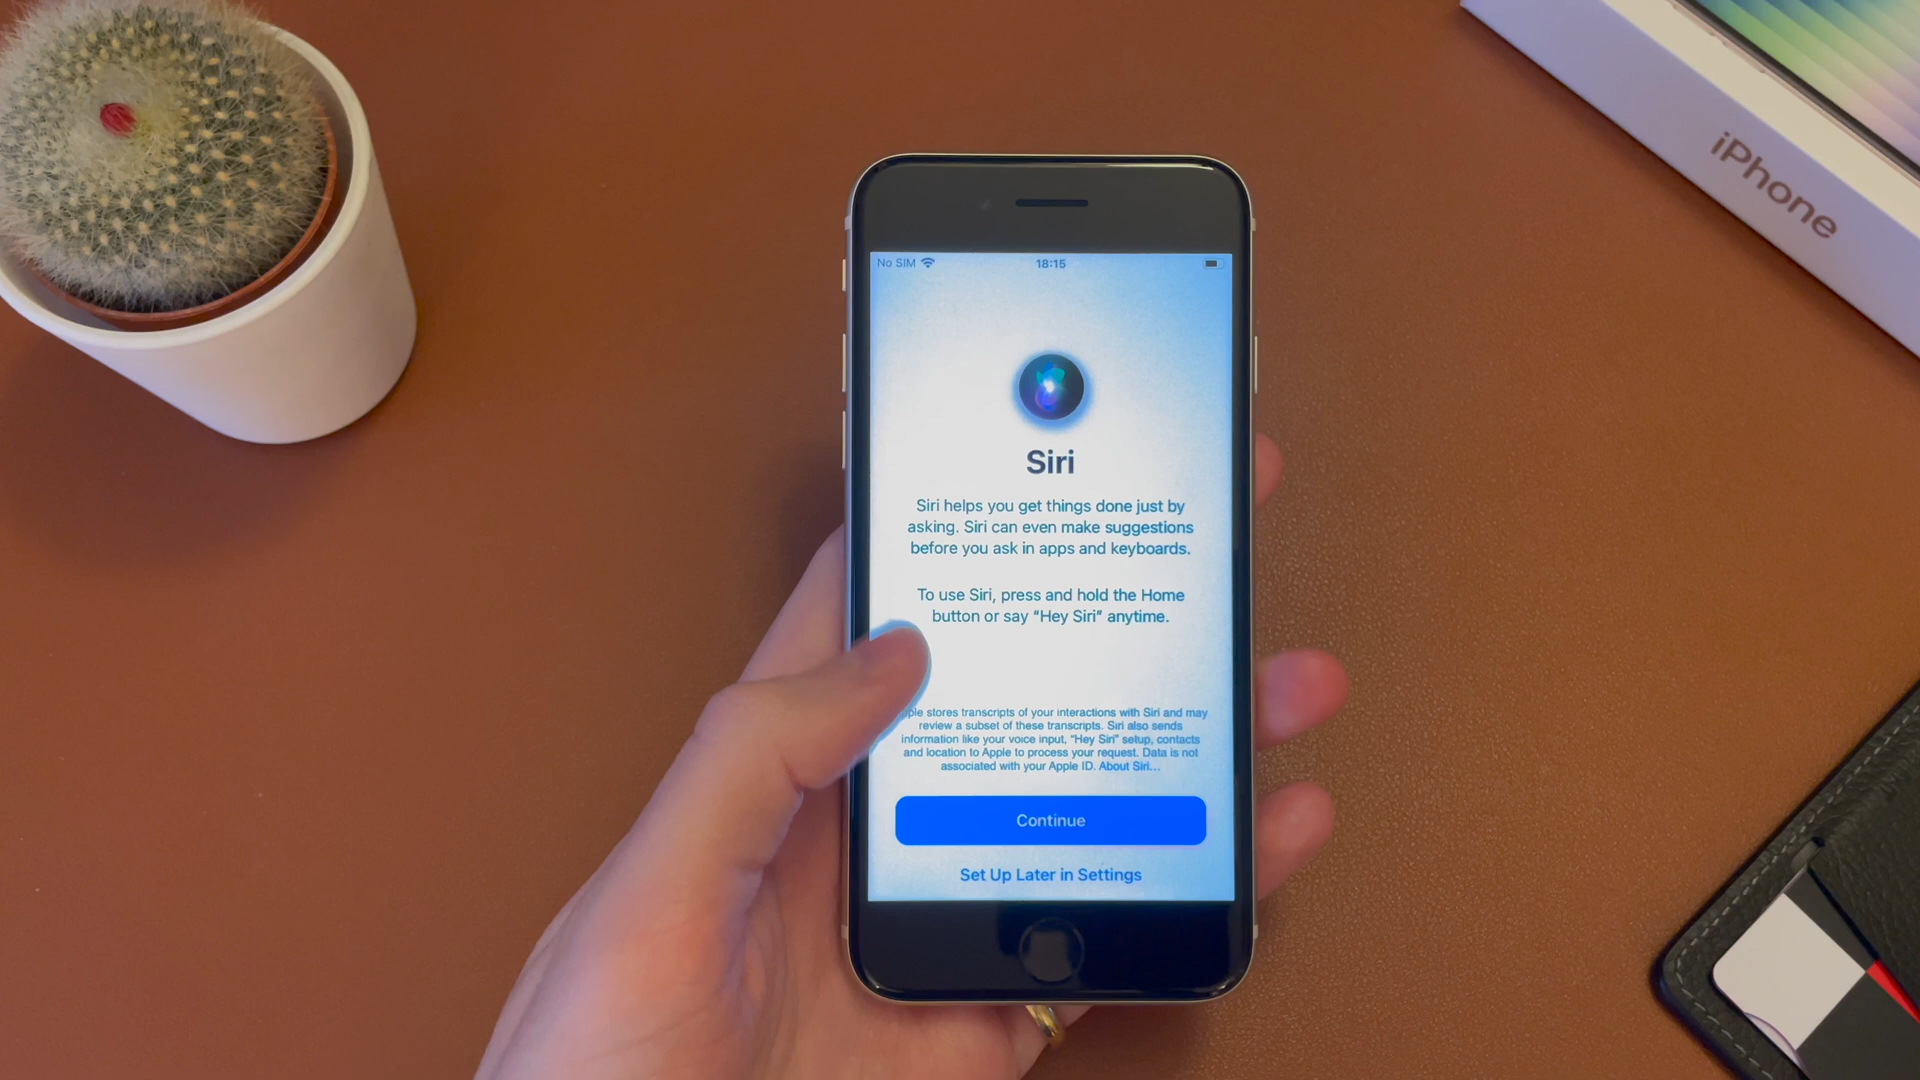 iPhone
No SIM
18:15
Siri
Siri helps you get things done just by
asking. Siri can even make suggestions
before you ask in apps and keyboards.
To use Siri, press and hold the Home
button or say “Hey Siri” anytime.
ple stores transcripts of your interactions with Siri and may
review a subset of these transcripts. Siri also sends
information like your voice input, “Hey Siri” setup, contacts
and location to Apple to process your request. Data is not
associated with your Apple ID. About Siri...
Continue
Set Up Later in Settings